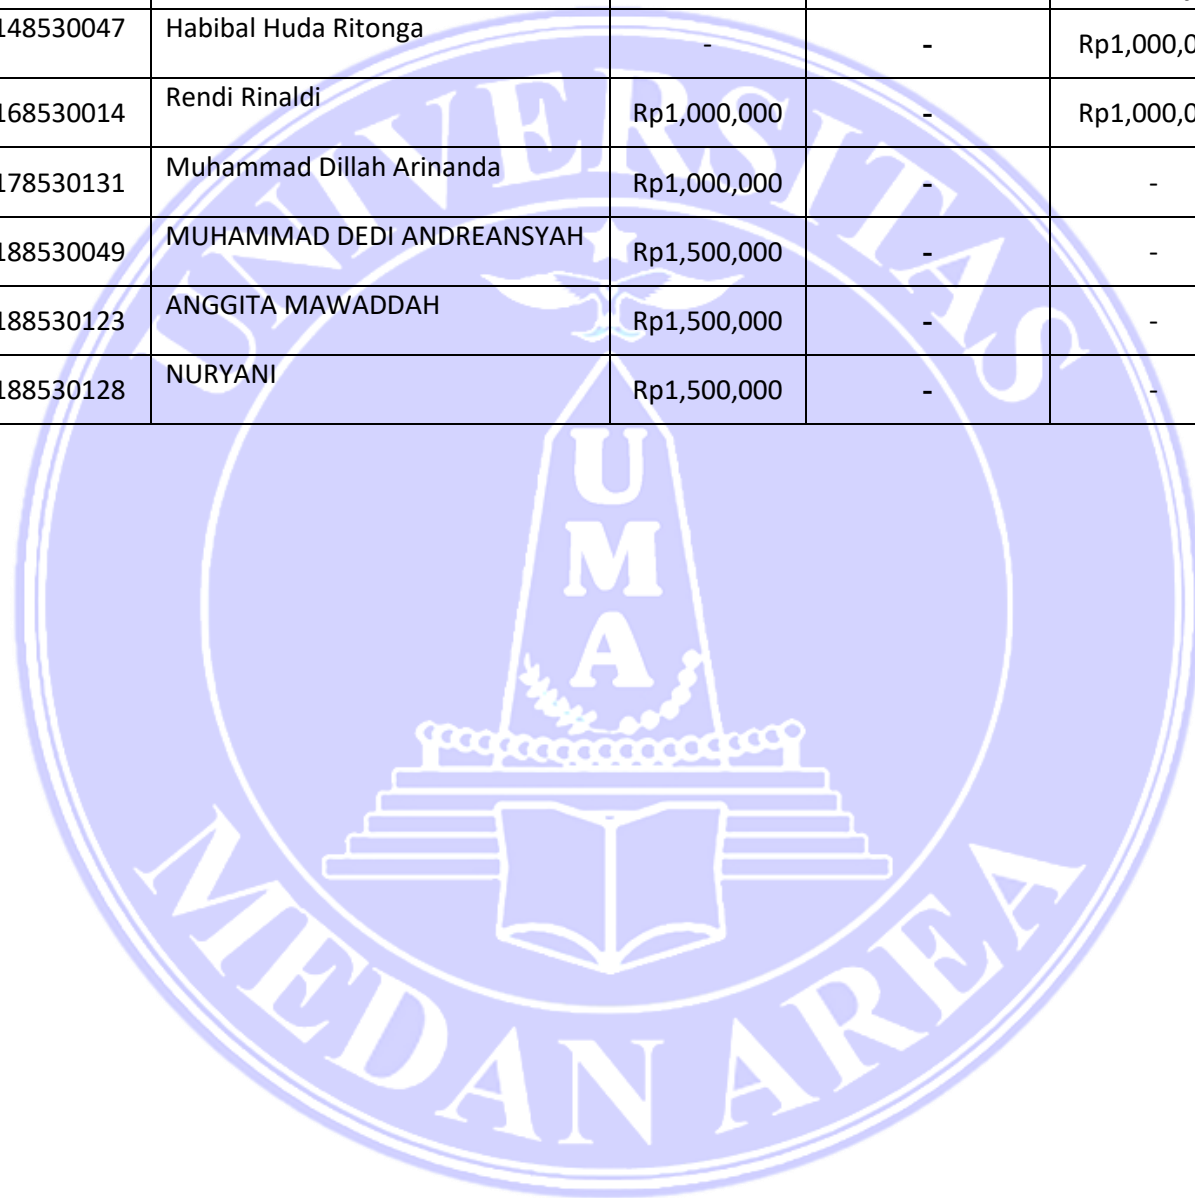 148530047 Habibal Huda Ritonga - - Rp1,000,0
168530014 Rendi Rinaldi Rp1,000,000 - Rp1,000,0
178530131 Muhammad Dillah Arinanda Rp1,000,000 - -
188530049 MUHAMMAD DEDI ANDREANSYAH Rp1,500,000 - -
188530123 ANGGITA MAWADDAH Rp1,500,000 - -
188530128 NURYANI Rp1,500,000 - -
UNIVERSITAS
U
M
A
MEDAN AREA